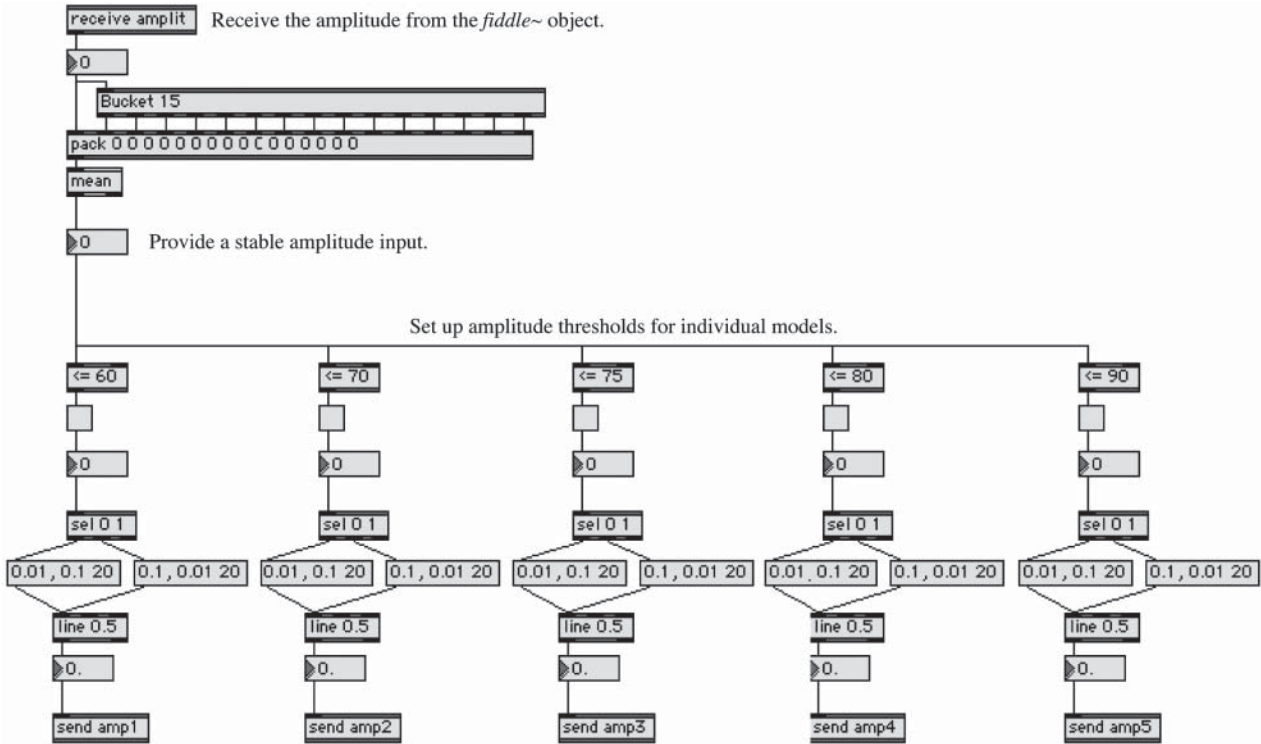 receive amplit Receive the amplitude from the fiddle~ object.
0
Bucket 15
pack 0 0 0 0 0 0 0 0 0 0 0 0 0 0 0 0
mean
0 Provide a stable amplitude input.
Set up amplitude thresholds for individual models.
<= 60 <= 70 <= 75 <= 80 <= 90
0 0 0 0 0
sel 0 1 sel 0 1 sel 0 1 sel 0 1 sel 0 1
0.01, 0.1 20 0.1, 0.01 20 0.01, 0.1 20 0.1, 0.01 20 0.01, 0.1 20 0.1, 0.01 20 0.01, 0.1 20 0.1, 0.01 20 0.01, 0.1 20 0.1, 0.01 20
line 0.5 line 0.5 line 0.5 line 0.5 line 0.5
0. 0. 0. 0. 0.
send amp1 send amp2 send amp3 send amp4 send amp5